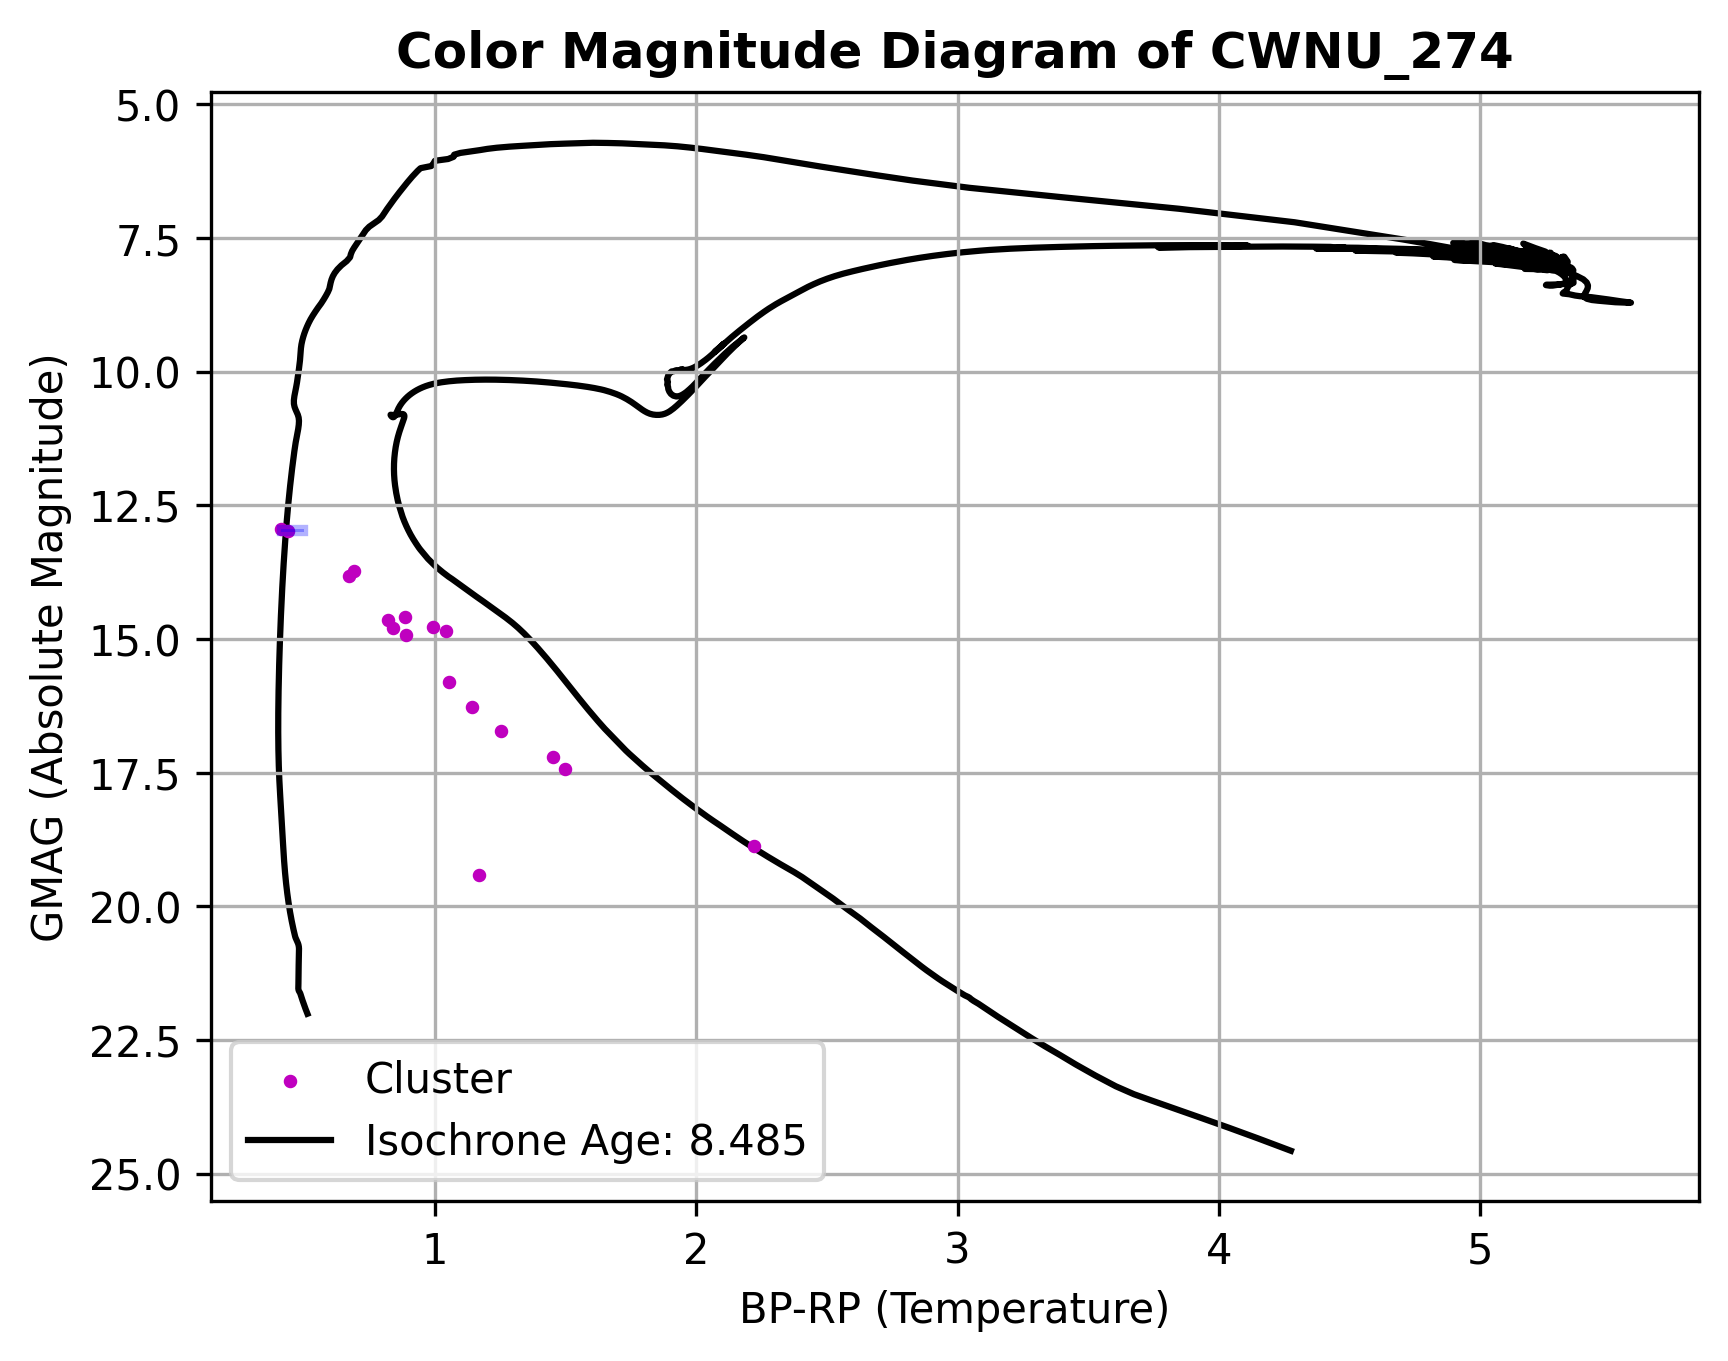 Color Magnitude Diagram of CWNU_274
GMAG (Absolute Magnitude)
5.0
7.5
10.0
12.5
15.0
17.5
20.0
22.5
25.0
Cluster
Isochrone Age: 8.485
1 2 3 4 5
BP-RP (Temperature)